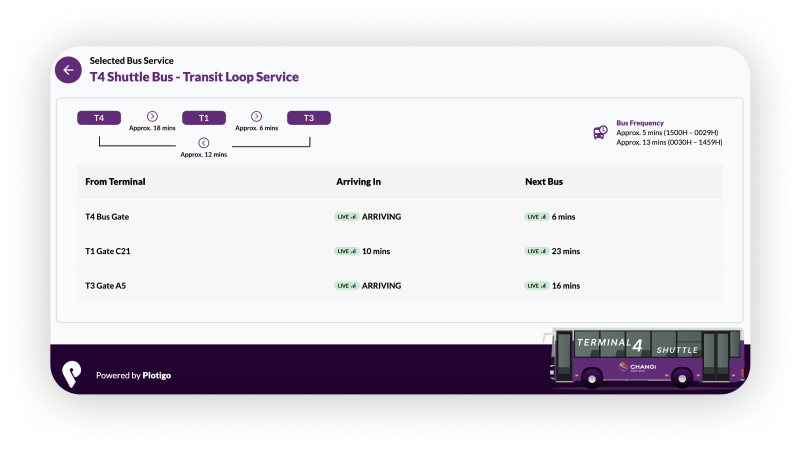 Selected Bus Service
T4 Shuttle Bus - Transit Loop Service
T4
T1
T3
Approx. 18 mins
Approx. 6 mins
Approx. 12 mins
Bus Frequency
Approx. 5 mins (1500H – 0029H)
Approx. 13 mins (0030H – 1459H)
From Terminal Arriving In Next Bus
T4 Bus Gate LIVE ARRIVING LIVE 6 mins
T1 Gate C21 LIVE 10 mins LIVE 23 mins
T3 Gate A5 LIVE ARRIVING LIVE 16 mins
TERMINAL 4 SHUTTLE
CHANGI
Powered by Plotigo